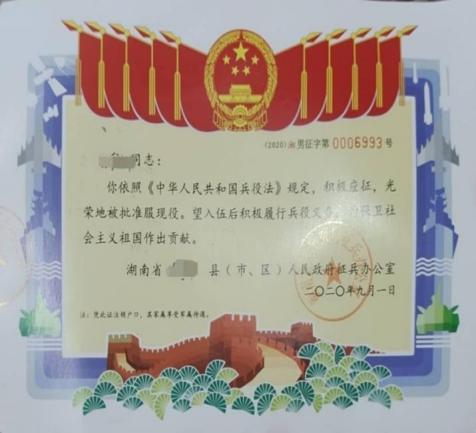 (2020)湘男征字第0006993号
同志：
你依照《中华人民共和国兵役法》规定，积极应征，光
荣地被批准服现役。望入伍后积极履行兵役义务，为保卫社
会主义祖国作出贡献。
湖南省 县（市、区）人民政府征兵办公室
二〇二〇年九月一日
注：凭此证注销户口，其家属享受军属待遇。